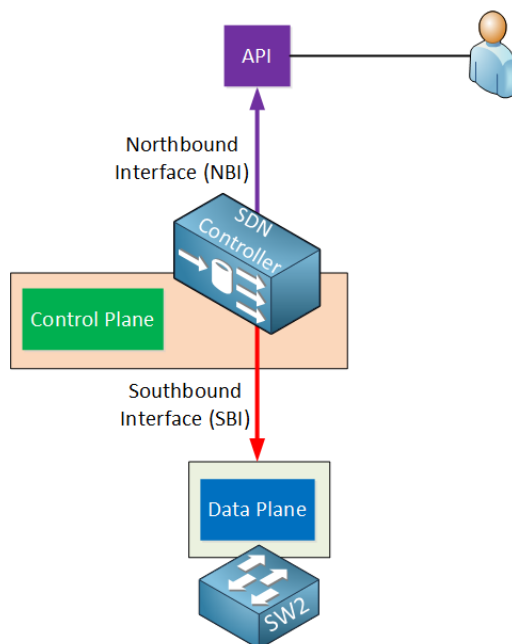 API
Northbound
Interface (NBI)
SDN
Controller
Control Plane
Southbound
Interface (SBI)
Data Plane
SW2